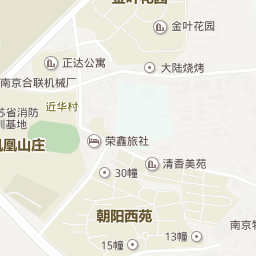 金叶花园
金叶花园
正达公寓
大陆烧烤
南京合联机械厂
近华村
苏省消防
训基地
凰山庄
荣鑫旅社
清香美苑
30幢
朝阳西苑
南京特
13幢
15幢